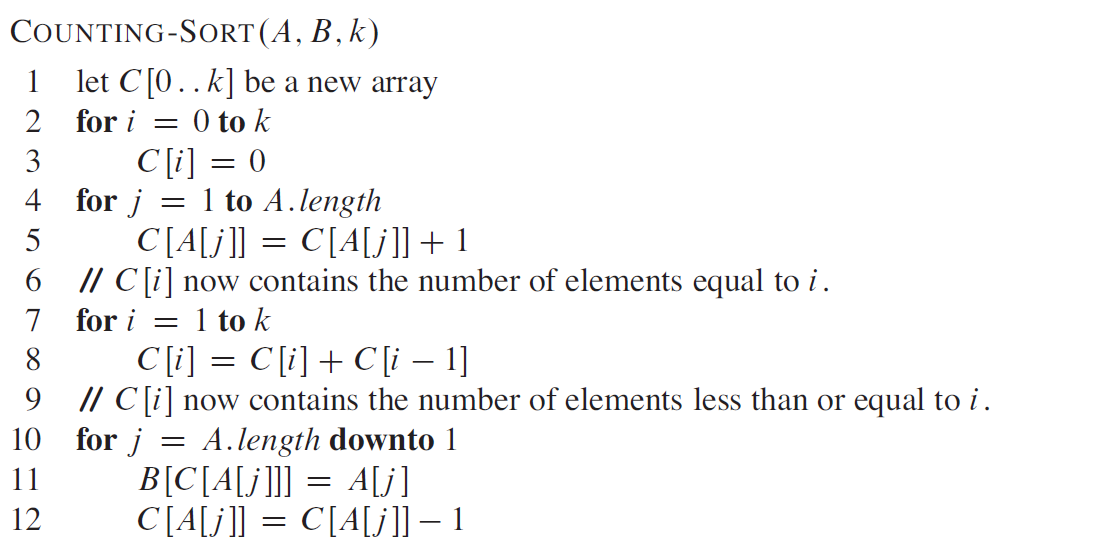 COUNTING-SORT(A, B, k)
1 let C[0..k] be a new array
2 for i = 0 to k
3 C[i] = 0
4 for j = 1 to A.length
5 C[A[j]] = C[A[j]] + 1
6 // C[i] now contains the number of elements equal to i.
7 for i = 1 to k
8 C[i] = C[i] + C[i − 1]
9 // C[i] now contains the number of elements less than or equal to i.
10 for j = A.length downto 1
11 B[C[A[j]]] = A[j]
12 C[A[j]] = C[A[j]] − 1